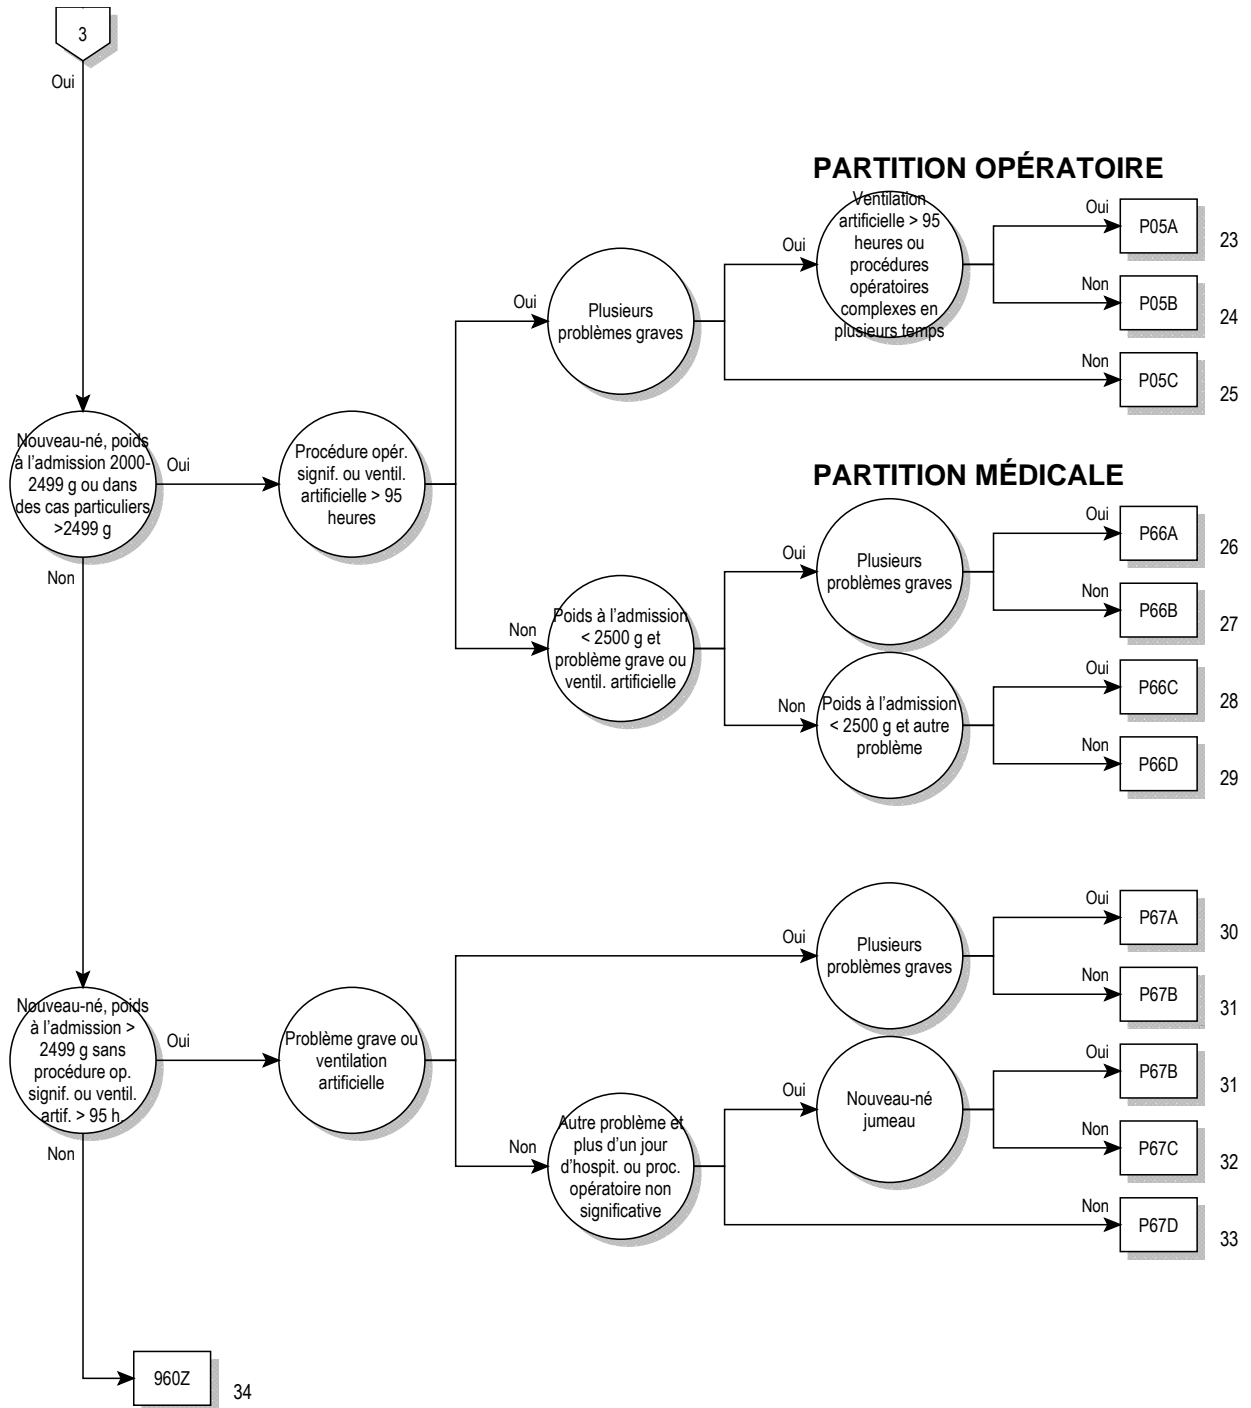 3
Oui
PARTITION OPÉRATOIRE
Ventilation
artificielle > 95
heures ou
procédures
opératoires
complexes en
plusieurs temps
Oui
P05A
23
Oui
Non
P05B
24
Oui
Plusieurs
problèmes graves
Non
P05C
25
Nouveau-né, poids
à l’admission 2000-
2499 g ou dans
des cas particuliers
>2499 g
Oui
Procédure opér.
signif. ou ventil.
artificielle > 95
heures
PARTITION MÉDICALE
Oui
P66A
26
Oui
Plusieurs
problèmes graves
Non
P66B
27
Non
Non
Poids à l’admission
< 2500 g et
problème grave ou
ventil. artificielle
Oui
P66C
28
Non
Poids à l’admission
< 2500 g et autre
problème
Non
P66D
29
Oui
P67A
30
Oui
Plusieurs
problèmes graves
Non
P67B
31
Nouveau-né, poids
à l’admission >
2499 g sans
procédure op.
signif. ou ventil.
artif. > 95 h.
Oui
Problème grave ou
ventilation
artificielle
Oui
P67B
31
Oui
Nouveau-né
jumeau
Non
P67C
32
Non
Non
Autre problème et
plus d’un jour
d’hospit. ou proc.
opératoire non
significative
Non
P67D
33
960Z
34